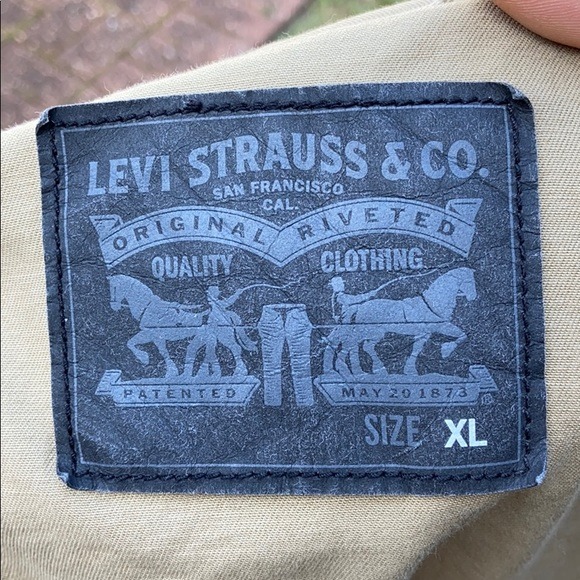 LEVI STRAUSS & CO.
SAN FRANCISCO
CAL.
ORIGINAL RIVETED
QUALITY CLOTHING
PATENTED MAY 20 1873
SIZE XL